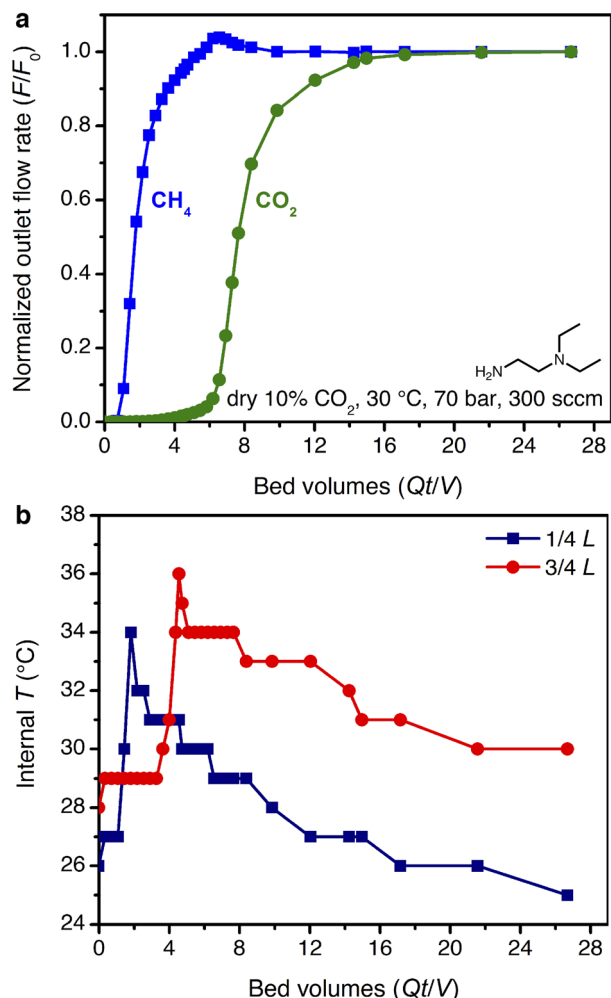 a
Normalized outlet flow rate (F/F₀)
1.0
0.8
0.6
0.4
0.2
0.0
CH₄
CO₂
H₂N
N
dry 10% CO₂, 30 °C, 70 bar, 300 sccm
0 4 8 12 16 20 24 28
Bed volumes (Qt/V)
b
Internal T (°C)
38
36
34
32
30
28
26
24
1/4 L
3/4 L
0 4 8 12 16 20 24 28
Bed volumes (Qt/V)